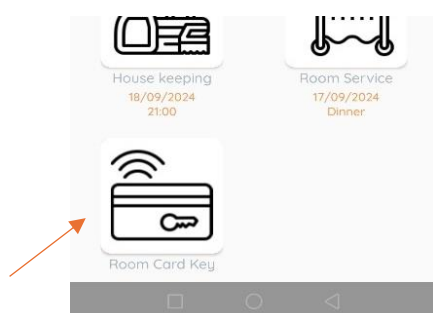 House keeping
18/09/2024
21:00
Room Service
17/09/2024
Dinner
Room Card Key